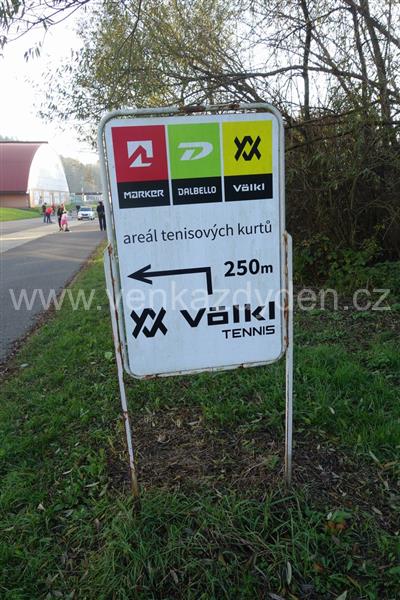 MARKER DALBELLO Völkl
areál tenisových kurtů
250m
völkl
TENNIS
www.venkazdyden.cz